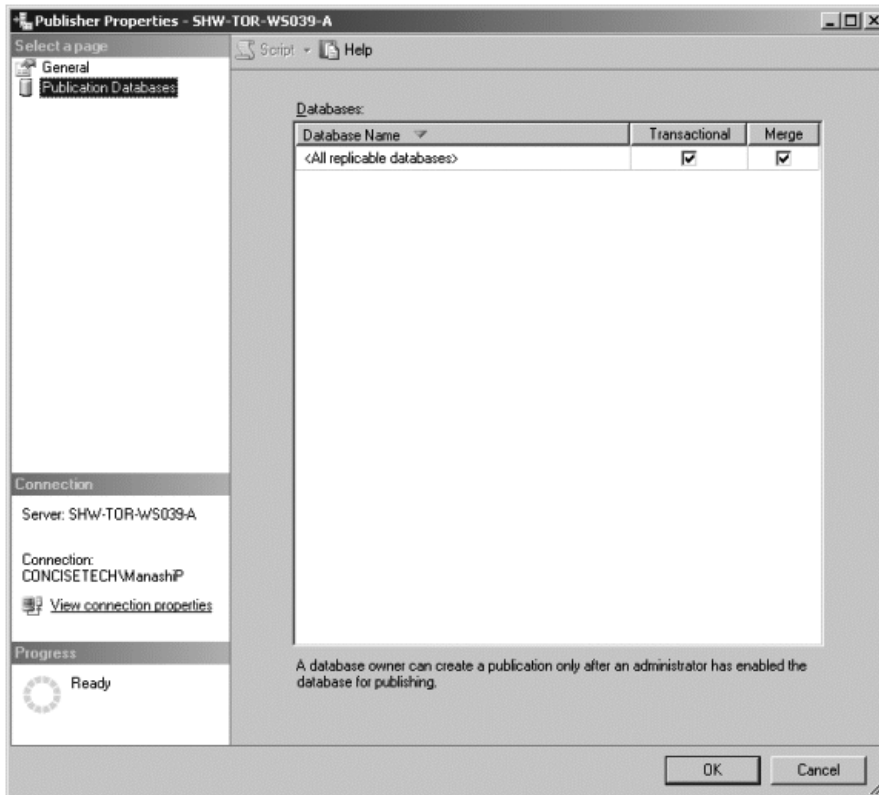 Publisher Properties - SHW-TOR-WS039-A
Select a page
General
Publication Databases
Script
Help
Databases:
Database Name
Transactional
Merge
<All replicable databases>
Connection
Server: SHW-TOR-WS039-A
Connection:
CONCISETECH\ManashiP
View connection properties
Progress
Ready
A database owner can create a publication only after an administrator has enabled the
database for publishing.
OK
Cancel